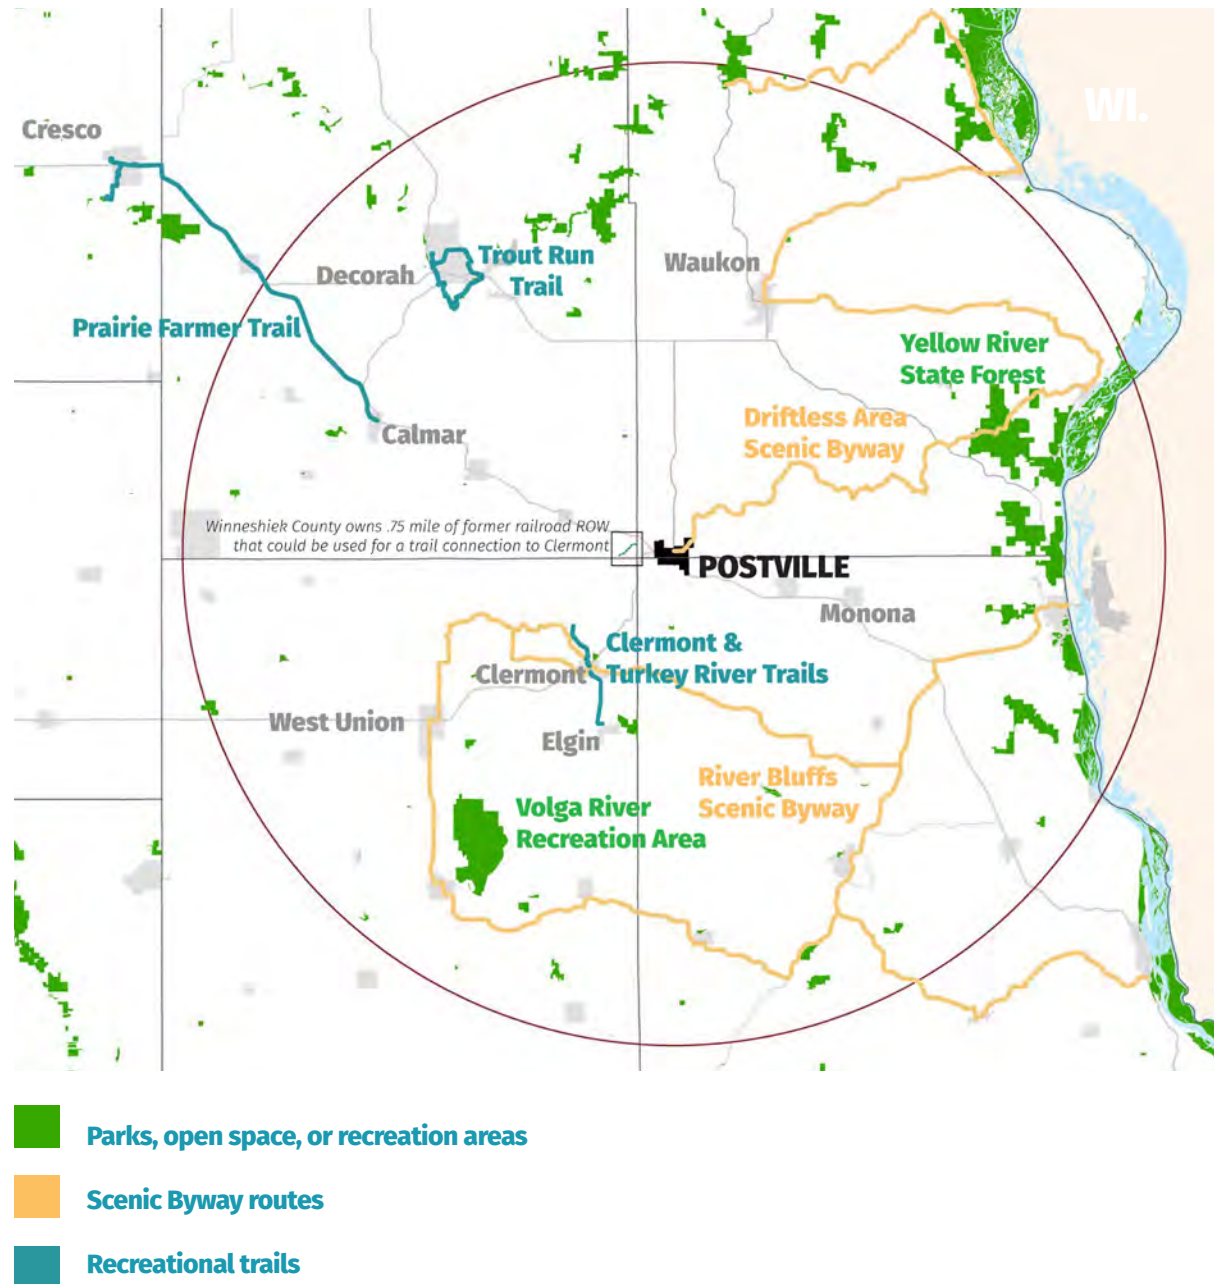 WI.
Cresco
Trout Run
Trail
Decorah
Waukon
Prairie Farmer Trail
Yellow River
State Forest
Driftless Area
Scenic Byway
Calmar
Winneshiek County owns .75 mile of former railroad ROW
that could be used for a trail connection to Clermont
POSTVILLE
Monona
Clermont &
Turkey River Trails
Clermont
West Union
Elgin
River Bluffs
Scenic Byway
Volga River
Recreation Area
Parks, open space, or recreation areas
Scenic Byway routes
Recreational trails